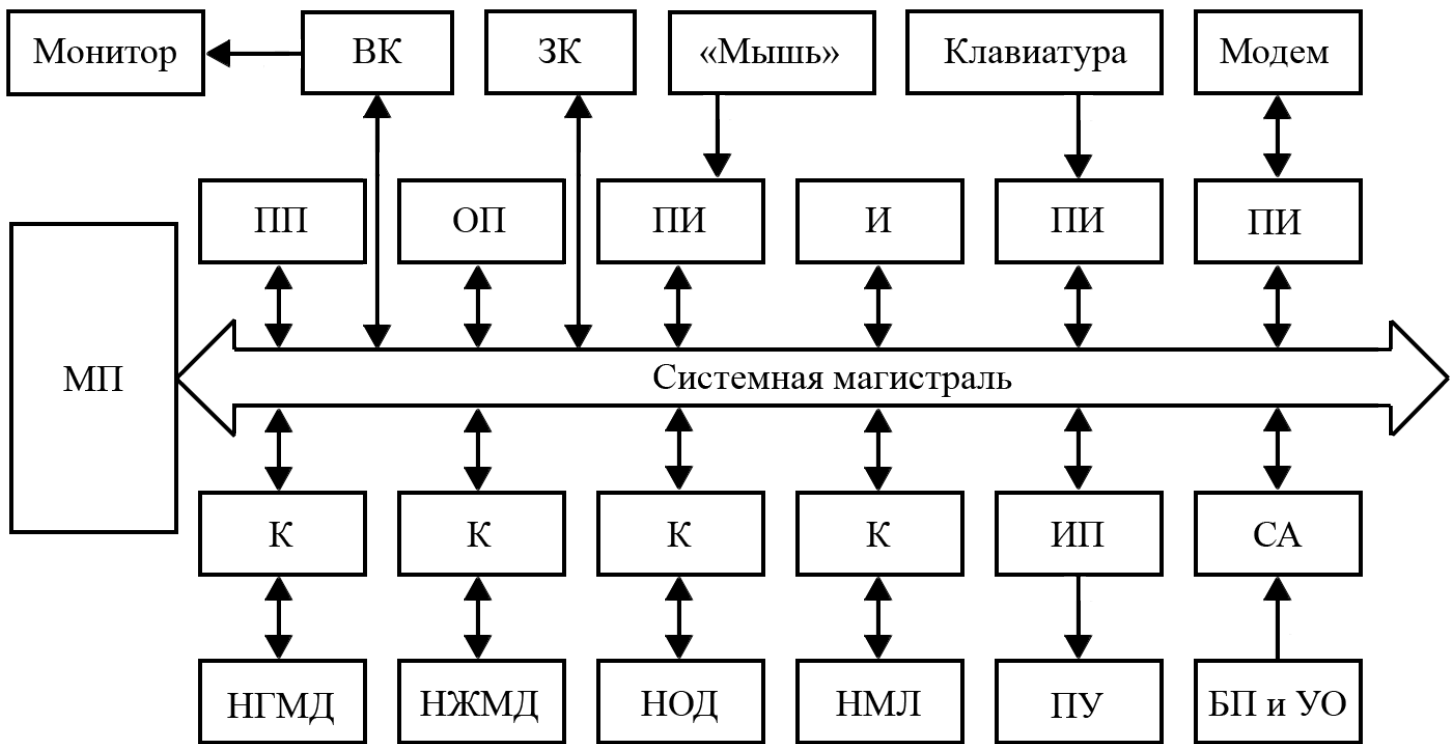 Монитор
ВК
ЗК
«Мышь»
Клавиатура
Модем
ПП
ОП
ПИ
И
ПИ
ПИ
МП
Системная магистраль
К
К
К
К
ИП
СА
НГМД
НЖМД
НОД
НМЛ
ПУ
БП и УО